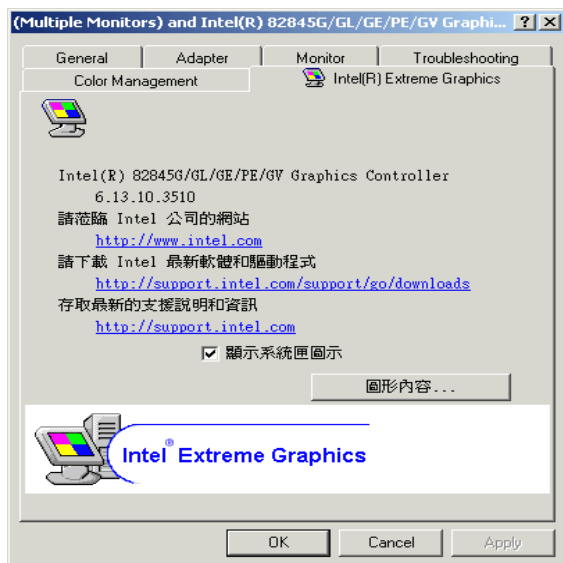 (Multiple Monitors) and Intel(R) 82845G/GL/GE/PE/GV Graphi...
General Adapter Monitor Troubleshooting
Color Management Intel(R) Extreme Graphics
Intel(R) 82845G/GL/GE/PE/GV Graphics Controller
6.13.10.3510
請蒞臨 Intel 公司的網站
http://www.intel.com
請下載 Intel 最新軟體和驅動程式
http://support.intel.com/support/go/downloads
存取最新的支援說明和資訊
http://support.intel.com
顯示系統匣圖示
圖形內容...
Intel® Extreme Graphics
OK Cancel Apply